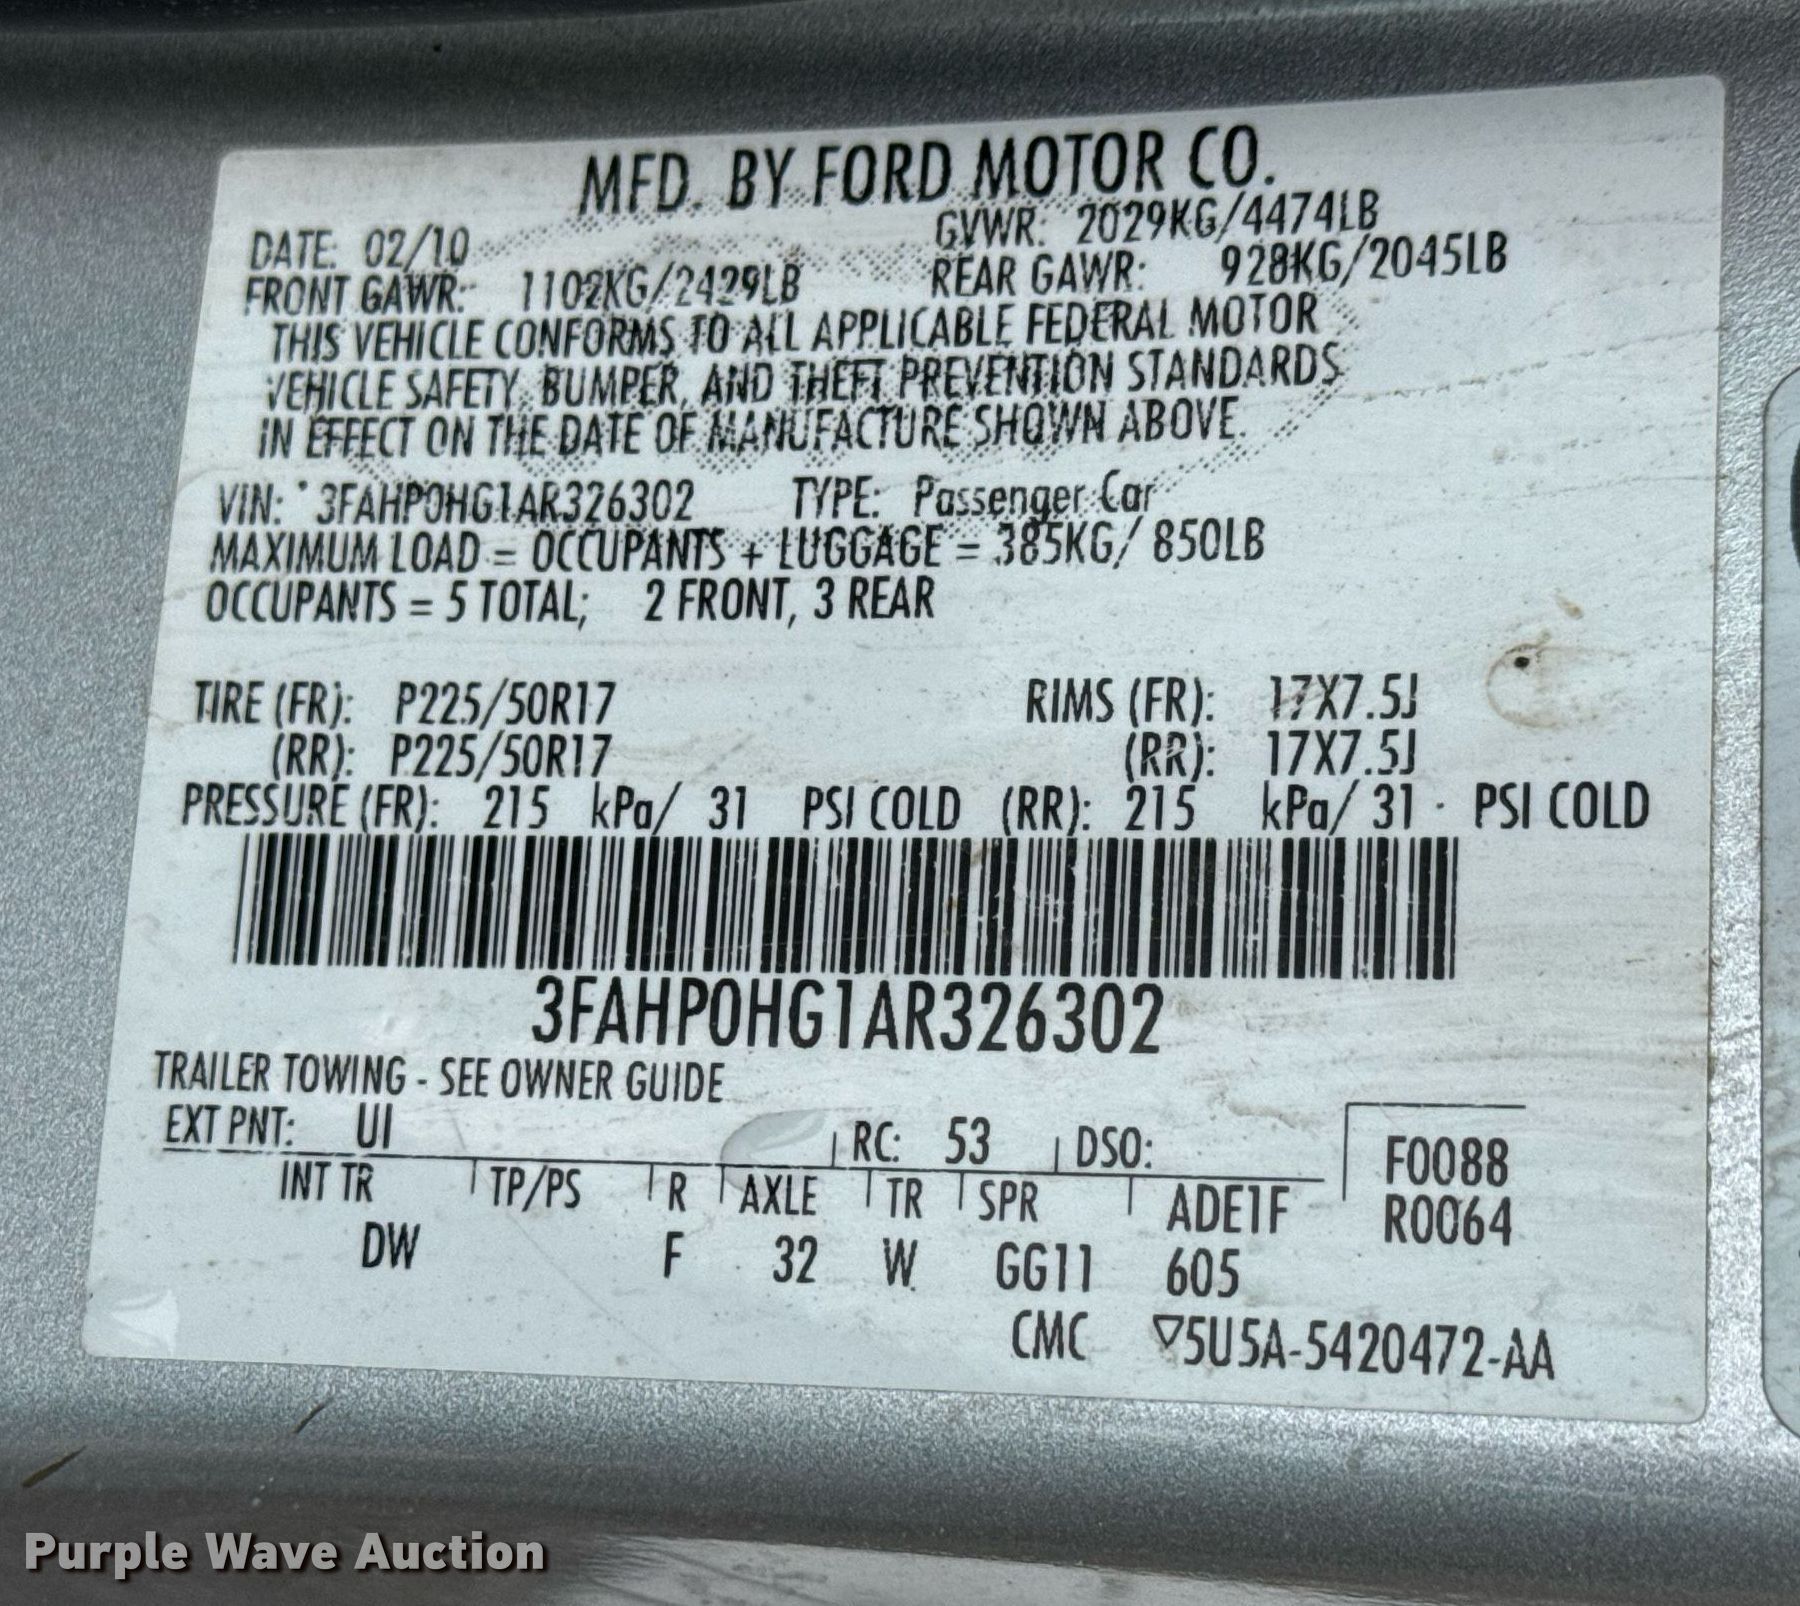 MFD. BY FORD MOTOR CO.
DATE: 02/10 GVWR: 2029KG/4474LB
FRONT GAWR: 1102KG/2429LB REAR GAWR: 928KG/2045LB
THIS VEHICLE CONFORMS TO ALL APPLICABLE FEDERAL MOTOR
VEHICLE SAFETY, BUMPER, AND THEFT PREVENTION STANDARDS
IN EFFECT ON THE DATE OF MANUFACTURE SHOWN ABOVE.
VIN: 3FAHP0HG1AR326302 TYPE: Passenger Car
MAXIMUM LOAD = OCCUPANTS + LUGGAGE = 385KG/ 850LB
OCCUPANTS = 5 TOTAL; 2 FRONT, 3 REAR
TIRE (FR): P225/50R17 RIMS (FR): 17X7.5J
(RR): P225/50R17 (RR): 17X7.5J
PRESSURE (FR): 215 kPa/ 31 PSI COLD (RR): 215 kPa/ 31 PSI COLD
3FAHP0HG1AR326302
TRAILER TOWING - SEE OWNER GUIDE
EXT PNT: UI RC: 53 DSO: F0088
INT TR TP/PS R AXLE TR SPR ADE1F R0064
DW F 32 W GG11 605
CMC ▽5U5A-5420472-AA
Purple Wave Auction